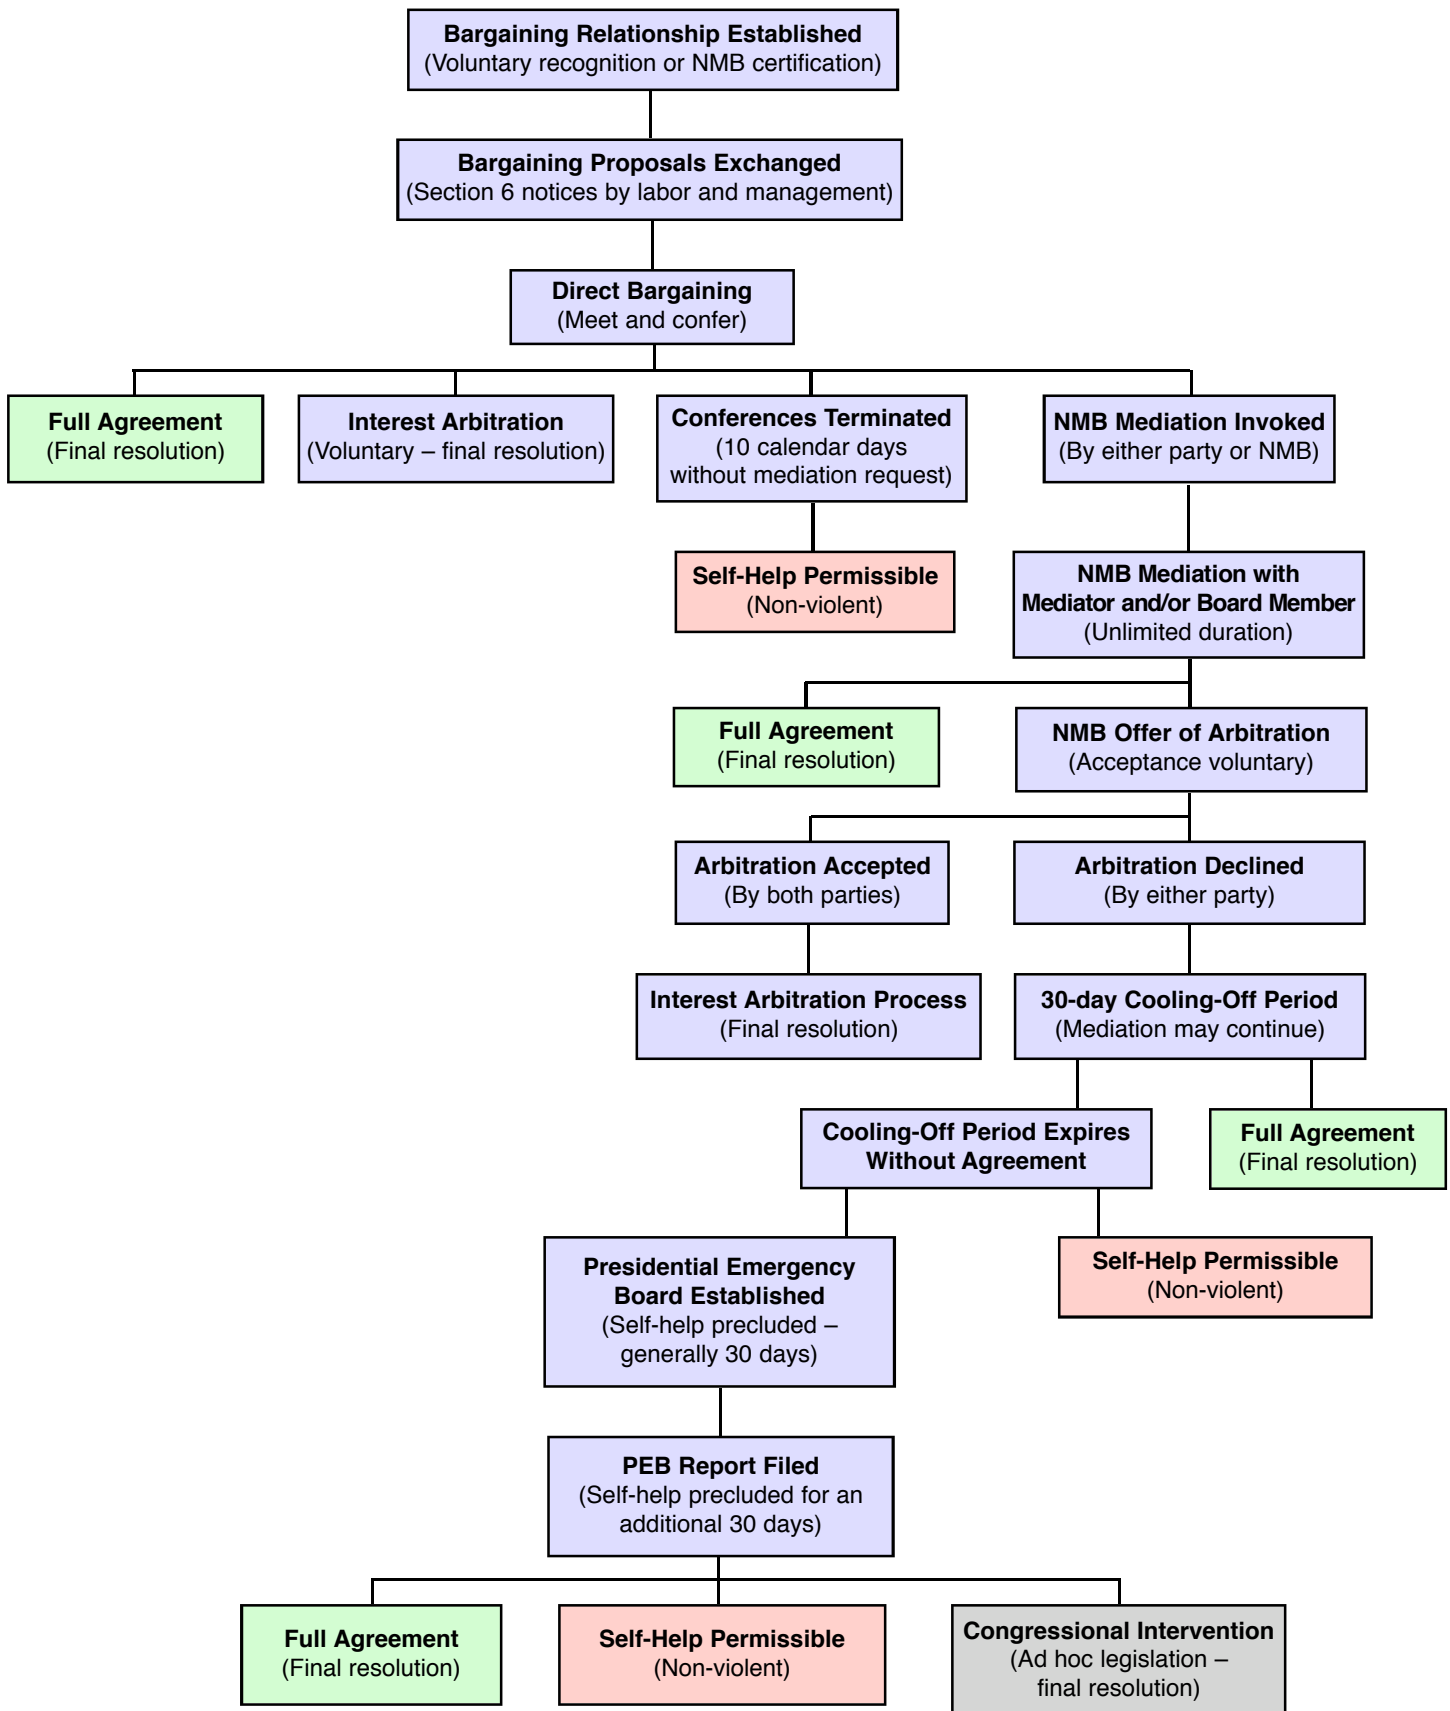 Bargaining Relationship Established
(Voluntary recognition or NMB certification)
Bargaining Proposals Exchanged
(Section 6 notices by labor and management)
Direct Bargaining
(Meet and confer)
Full Agreement
(Final resolution)
Interest Arbitration
(Voluntary – final resolution)
Conferences Terminated
(10 calendar days
without mediation request)
NMB Mediation Invoked
(By either party or NMB)
Self-Help Permissible
(Non-violent)
NMB Mediation with
Mediator and/or Board Member
(Unlimited duration)
Full Agreement
(Final resolution)
NMB Offer of Arbitration
(Acceptance voluntary)
Arbitration Accepted
(By both parties)
Arbitration Declined
(By either party)
Interest Arbitration Process
(Final resolution)
30-day Cooling-Off Period
(Mediation may continue)
Cooling-Off Period Expires
Without Agreement
Full Agreement
(Final resolution)
Presidential Emergency
Board Established
(Self-help precluded –
generally 30 days)
Self-Help Permissible
(Non-violent)
PEB Report Filed
(Self-help precluded for an
additional 30 days)
Full Agreement
(Final resolution)
Self-Help Permissible
(Non-violent)
Congressional Intervention
(Ad hoc legislation –
final resolution)